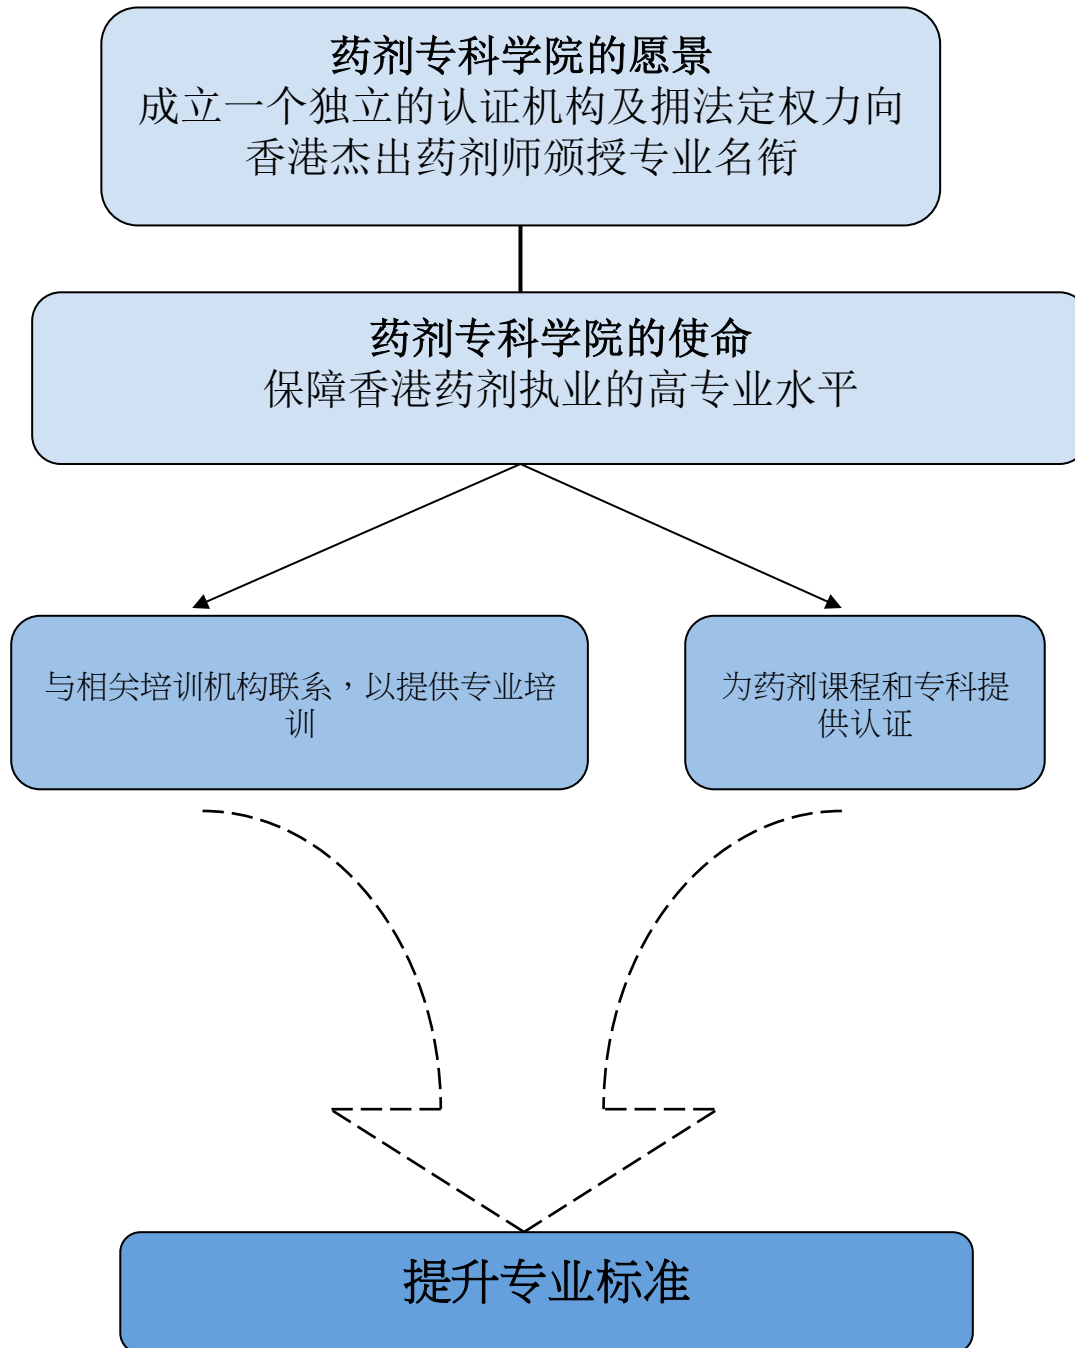 药剂专科学院的愿景
成立一个独立的认证机构及拥法定权力向
香港杰出药剂师颁授专业名衔
药剂专科学院的使命
保障香港药剂执业的高专业水平
与相关培训机构联系，以提供专业培
训
为药剂课程和专科提
供认证
提升专业标准